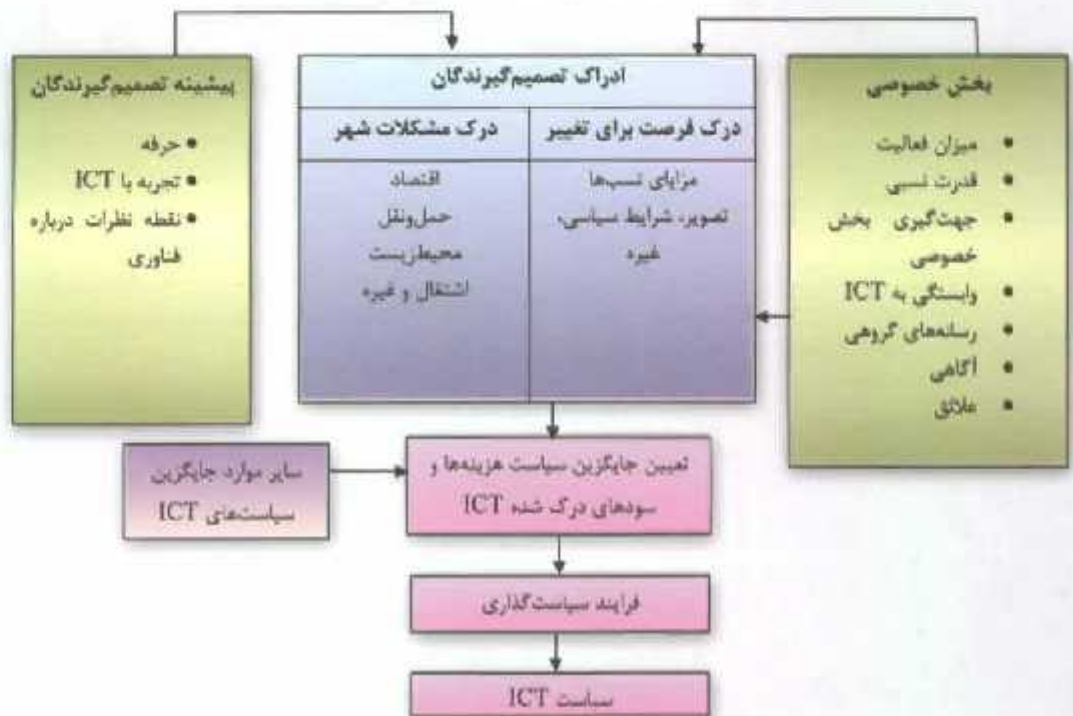 بخش خصوصی
• میزان فعالیت
• قدرت نسبی
• جهت‌گیری بخش
خصوصی
• وابستگی به ICT
• رسانه‌های گروهی
• آگاهی
• علائق
ادراک تصمیم‌گیرندگان
درک فرصت برای تغییر
مزایای نسب‌ها
تصویر، شرایط سیاسی،
غیره
درک مشکلات شهر
اقتصاد
حمل‌ونقل
محیط‌زیست
اشتغال و غیره
پیشینه تصمیم‌گیرندگان
• حرفه
• تجربه با ICT
• نقطه نظرات درباره
فناوری
تعیین جایگزین سیاست هزینه‌ها و
سودهای درک شده ICT
سایر موارد جایگزین
سیاست‌های ICT
فرایند سیاست‌گذاری
سیاست ICT